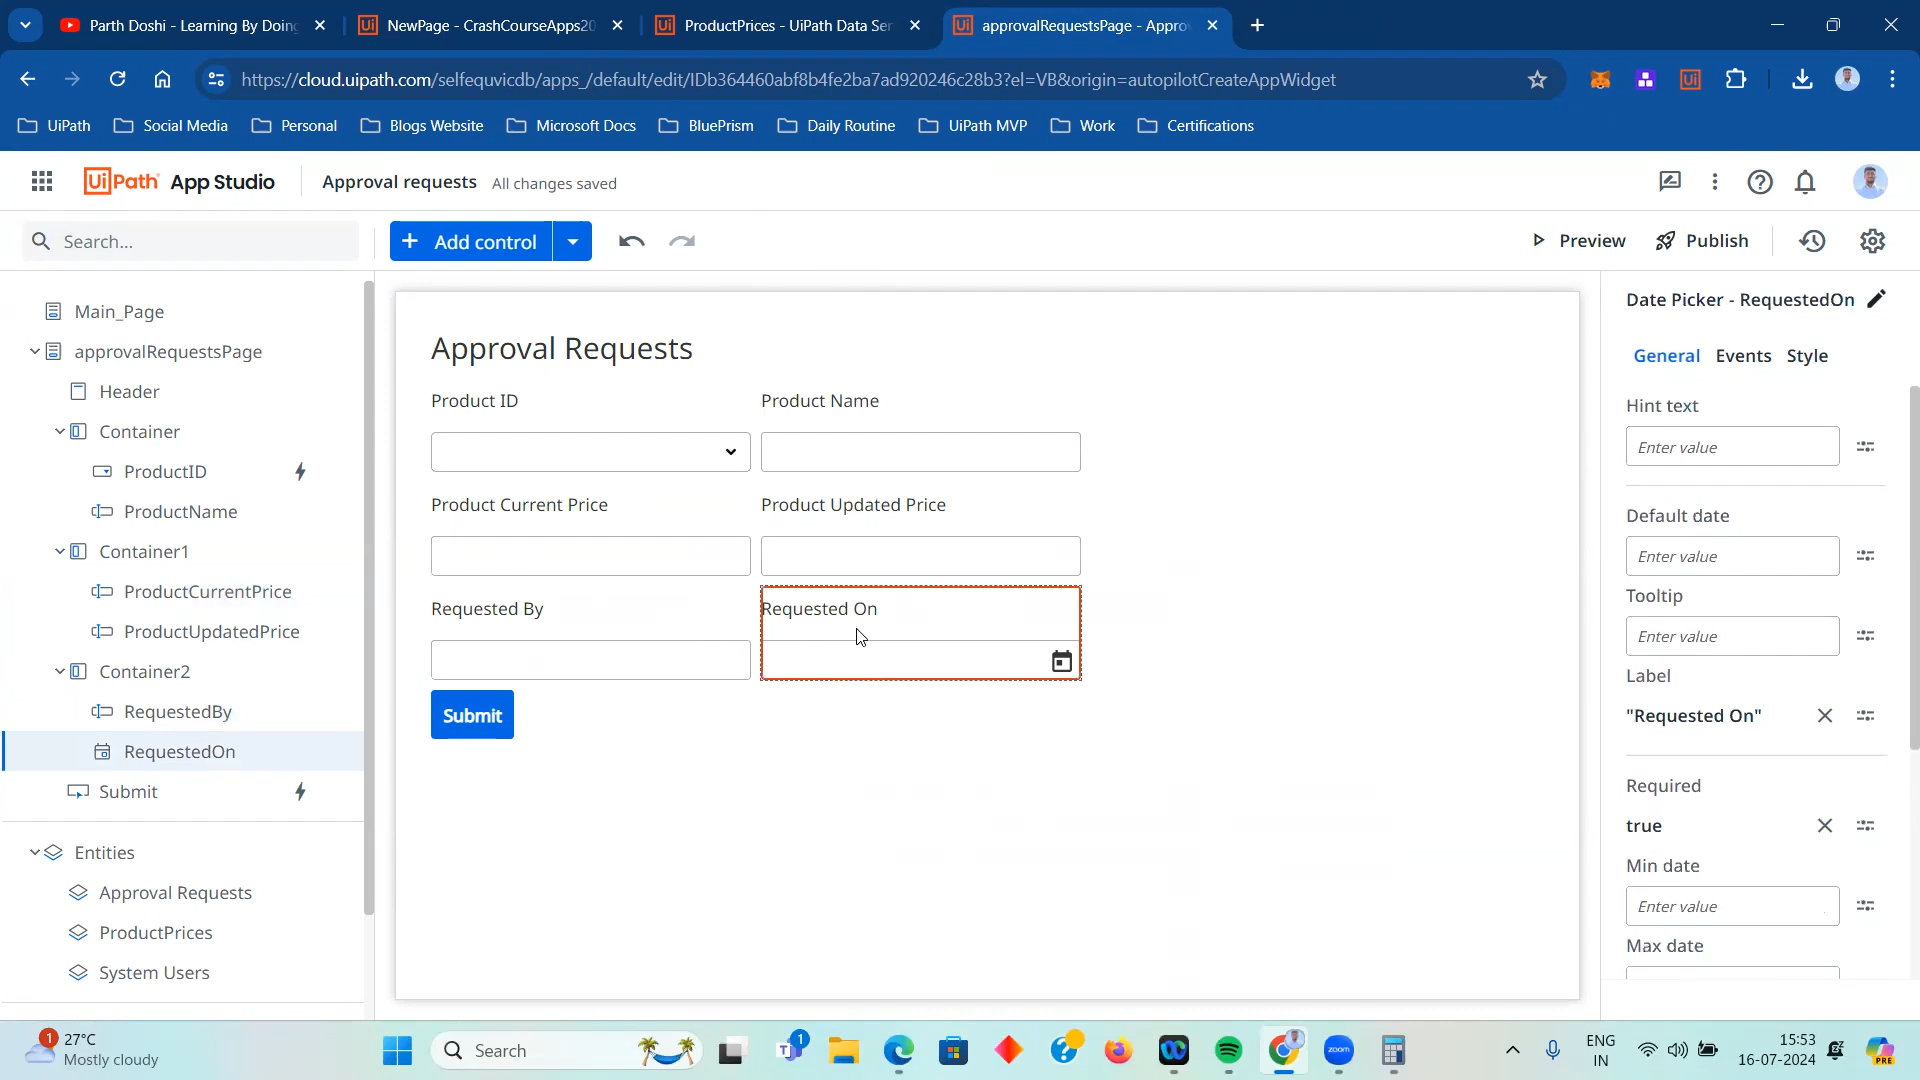 Parth Doshi - Learning By Doing
NewPage - CrashCourseApps20
ProductPrices - UiPath Data Ser
approvalRequestsPage - Approv
https://cloud.uipath.com/selfequvicdb/apps_/default/edit/IDb364460abf8b4fe2ba7ad920246c28b3?el=VB&origin=autopilotCreateAppWidget
UiPath
Social Media
Personal
Blogs Website
Microsoft Docs
BluePrism
Daily Routine
UiPath MVP
Work
Certifications
UiPath App Studio
Approval requests
All changes saved
Search...
Add control
Preview
Publish
Main_Page
approvalRequestsPage
Header
Container
ProductID
ProductName
Container1
ProductCurrentPrice
ProductUpdatedPrice
Container2
RequestedBy
RequestedOn
Submit
Entities
Approval Requests
ProductPrices
System Users
Approval Requests
Product ID
Product Name
Product Current Price
Product Updated Price
Requested By
Requested On
Submit
Date Picker - RequestedOn
General
Events
Style
Hint text
Enter value
Default date
Enter value
Tooltip
Enter value
Label
"Requested On"
Required
true
Min date
Enter value
Max date
1
27°C
Mostly cloudy
Search
1
zoom
ENG
IN
15:53
16-07-2024
PRE